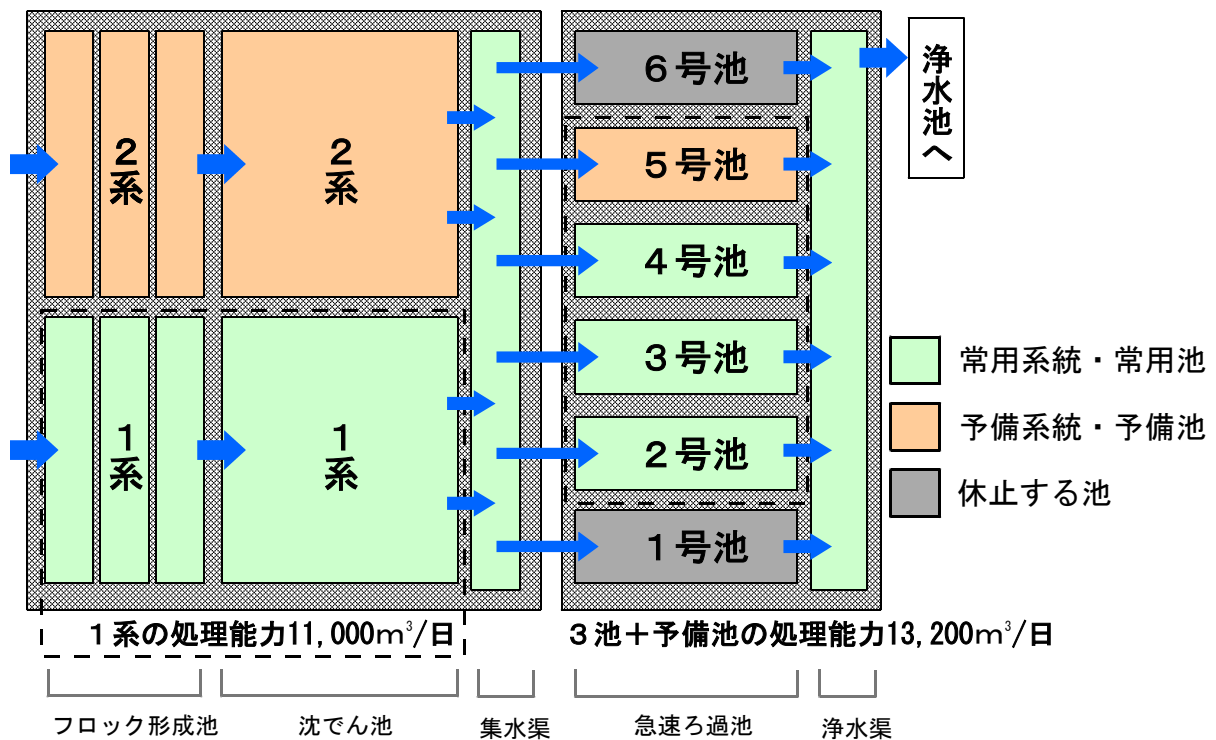 2系
2系
1系
1系
6号池
5号池
4号池
3号池
2号池
1号池
浄水池へ
常用系統・常用池
予備系統・予備池
休止する池
1系の処理能力11,000m³/日
3池＋予備池の処理能力13,200m³/日
フロック形成池
沈でん池
集水渠
急速ろ過池
浄水渠